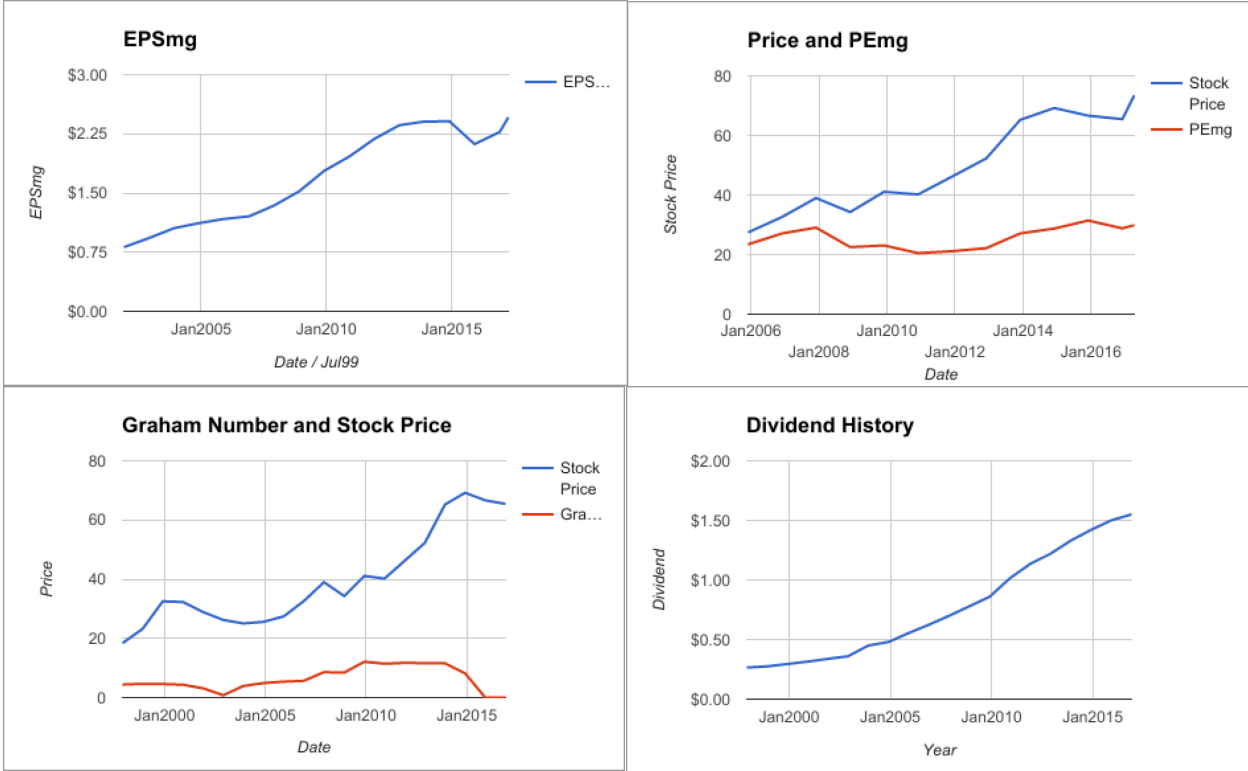 EPSmg
$3.00
$2.25
$1.50
$0.75
$0.00
EPSmg
EPS...
Jan2005
Jan2010
Jan2015
Date / Jul99
Price and PEmg
80
60
40
20
0
Stock Price
Stock
Price
PEmg
Jan2006
Jan2010
Jan2014
Jan2008
Jan2012
Jan2016
Date
Graham Number and Stock Price
80
60
40
20
0
Price
Stock
Price
Gra...
Jan2000
Jan2005
Jan2010
Jan2015
Date
Dividend History
$2.00
$1.50
$1.00
$0.50
$0.00
Dividend
Jan2000
Jan2005
Jan2010
Jan2015
Year